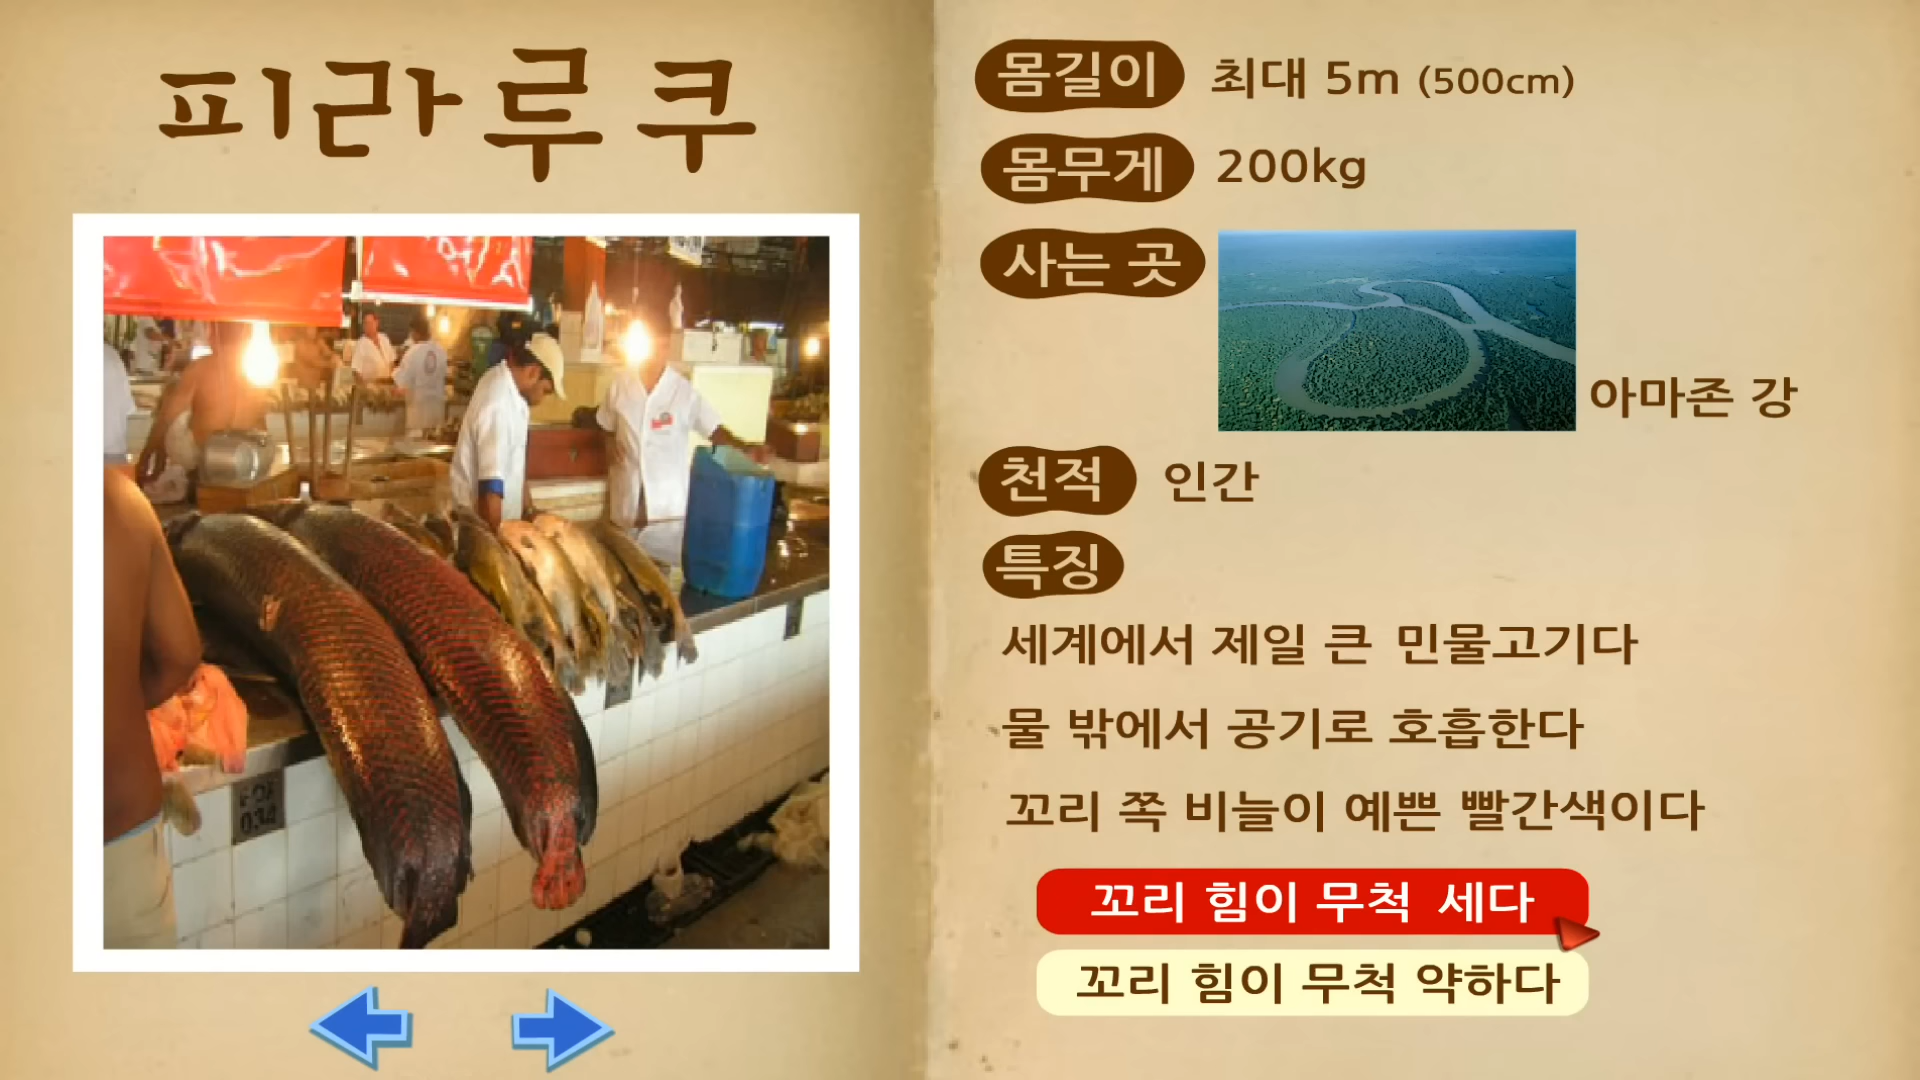 피라루쿠
몸길이 최대 5m (500cm)
몸무게 200kg
사는 곳
아마존 강
천적 인간
특징
세계에서 제일 큰 민물고기다
물 밖에서 공기로 호흡한다
꼬리 쪽 비늘이 예쁜 빨간색이다
꼬리 힘이 무척 세다
꼬리 힘이 무척 약하다